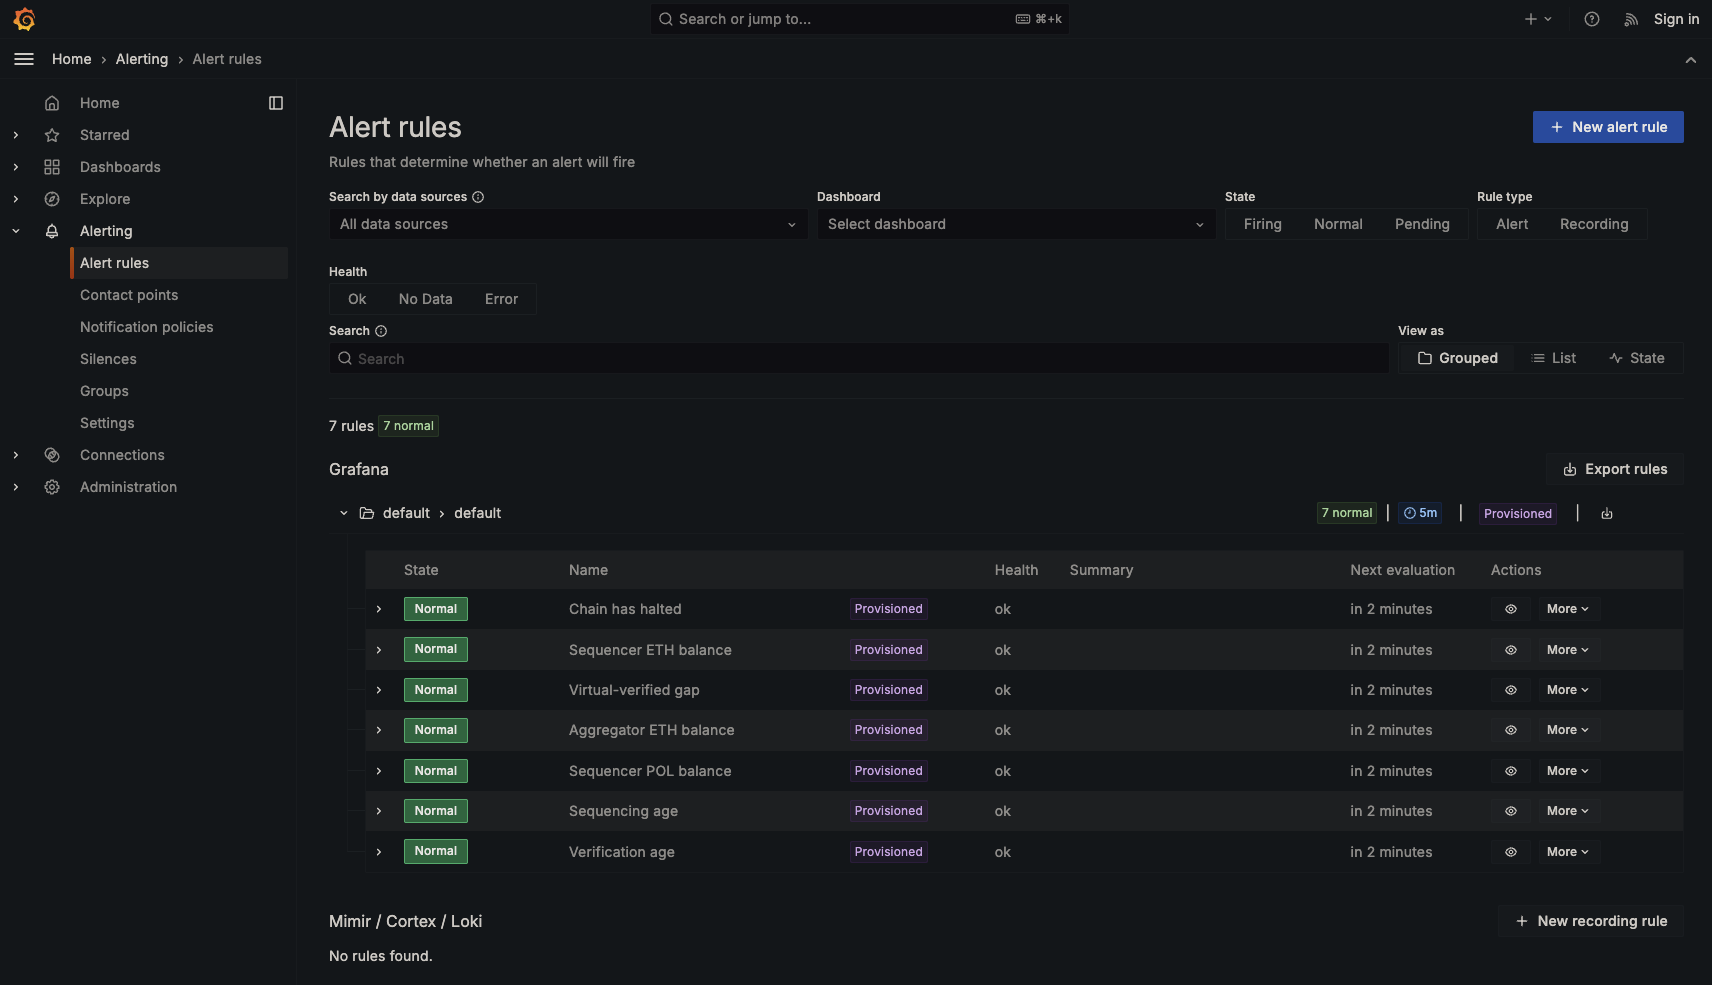 Search or jump to... ⌘+k Sign in
Home › Alerting › Alert rules
Home
Starred
Dashboards
Explore
Alerting
Alert rules
Contact points
Notification policies
Silences
Groups
Settings
Connections
Administration
Alert rules
+ New alert rule
Rules that determine whether an alert will fire
Search by data sources Dashboard State Rule type
All data sources Select dashboard Firing Normal Pending Alert Recording
Health
Ok No Data Error
Search View as
Search Grouped List State
7 rules 7 normal
Grafana Export rules
default › default 7 normal | 5m | Provisioned |
State Name Health Summary Next evaluation Actions
Normal Chain has halted Provisioned ok in 2 minutes More
Normal Sequencer ETH balance Provisioned ok in 2 minutes More
Normal Virtual-verified gap Provisioned ok in 2 minutes More
Normal Aggregator ETH balance Provisioned ok in 2 minutes More
Normal Sequencer POL balance Provisioned ok in 2 minutes More
Normal Sequencing age Provisioned ok in 2 minutes More
Normal Verification age Provisioned ok in 2 minutes More
Mimir / Cortex / Loki + New recording rule
No rules found.